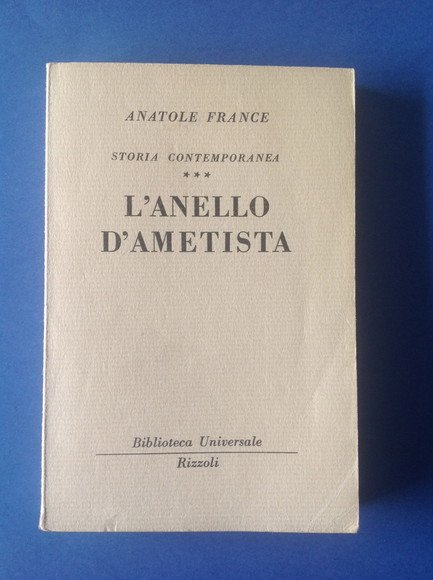 ANATOLE FRANCE
STORIA CONTEMPORANEA
★★★
L'ANELLO
D'AMETISTA
Biblioteca Universale
Rizzoli